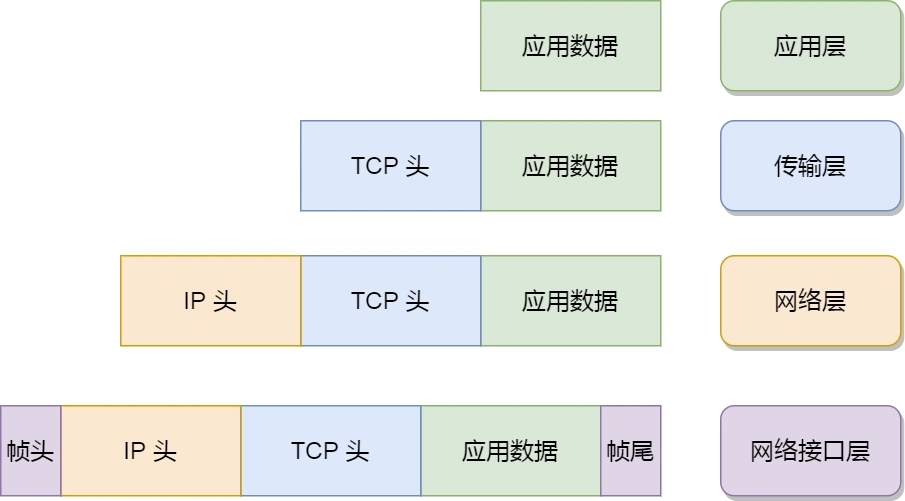 应用数据 应用层
TCP 头 应用数据 传输层
IP 头 TCP 头 应用数据 网络层
帧头 IP 头 TCP 头 应用数据 帧尾 网络接口层